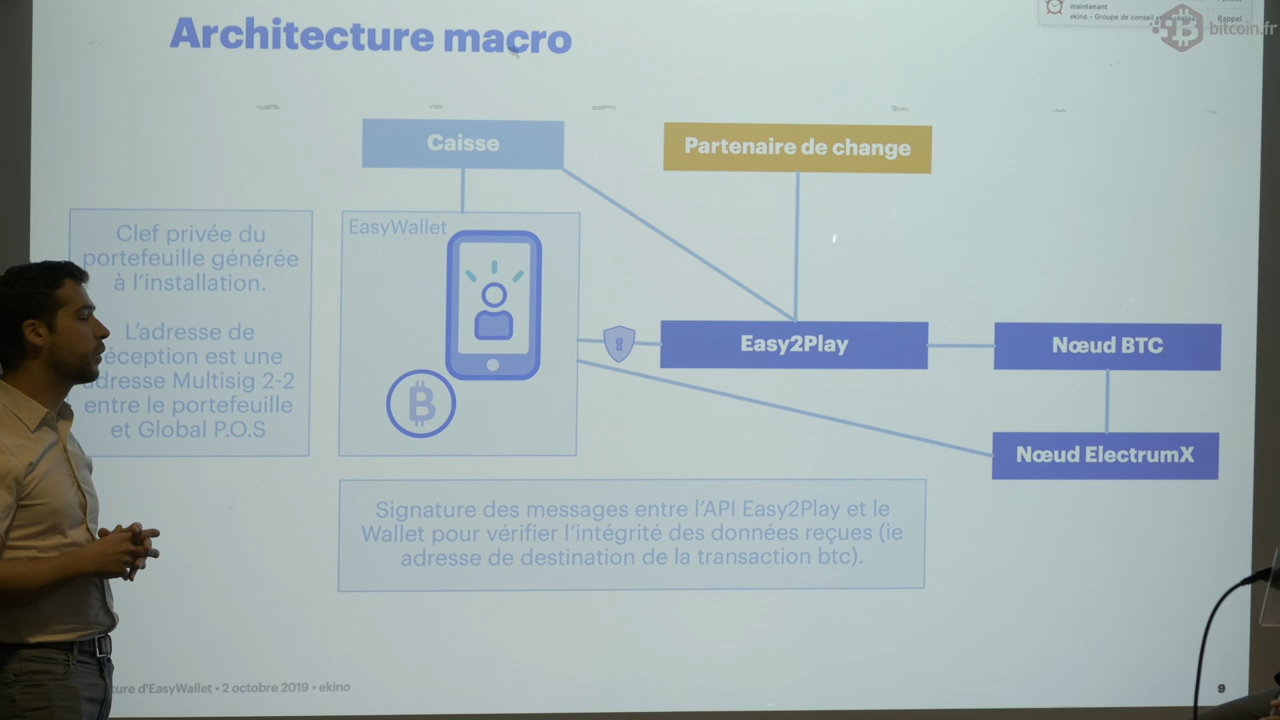 Architecture macro
maintenant
ekino - Groupe de conseil
Rappel
bitcoin.fr
Caisse
Partenaire de change
EasyWallet
Clef privée du
portefeuille générée
à l'installation.
L'adresse de
éception est une
adresse Multisig 2-2
entre le portefeuille
et Global P.O.S
Easy2Play
Nœud BTC
Nœud ElectrumX
Signature des messages entre l'API Easy2Play et le
Wallet pour vérifier l'intégrité des données reçues (ie
adresse de destination de la transaction btc).
ture d'EasyWallet • 2 octobre 2019 • ekino
9